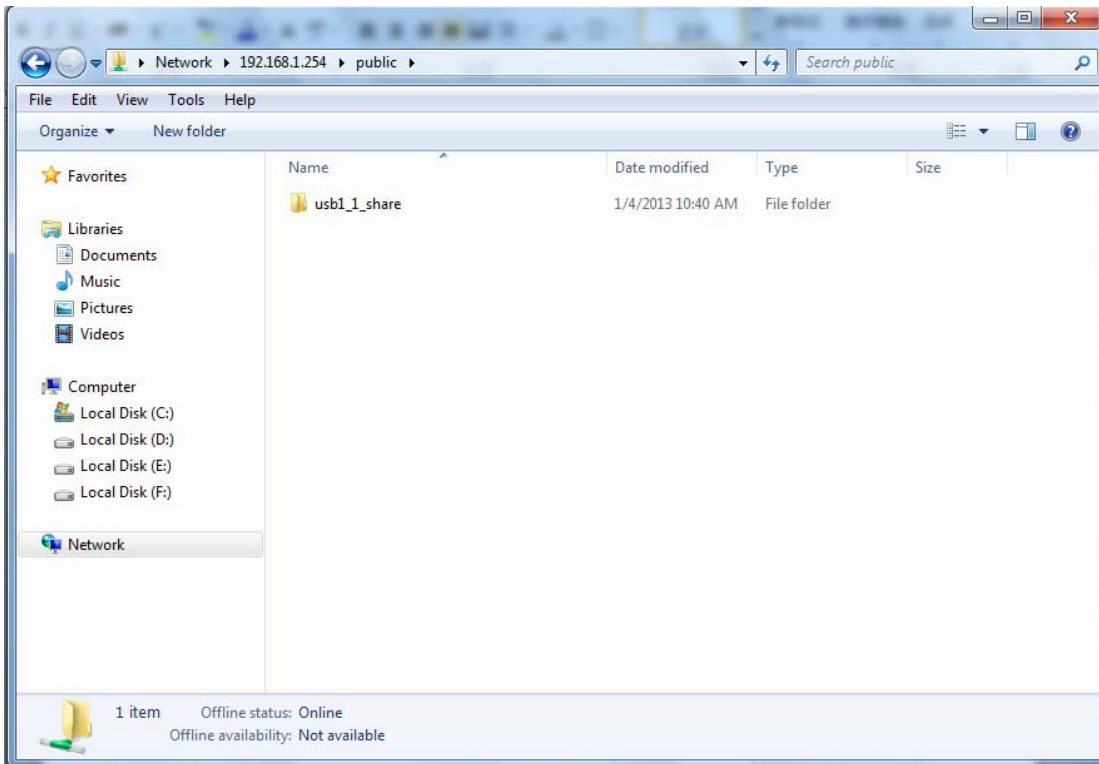 Network ▸ 192.168.1.254 ▸ public ▸
Search public
File Edit View Tools Help
Organize ▾ New folder
Name Date modified Type Size
usb1_1_share 1/4/2013 10:40 AM File folder
Favorites
Libraries
Documents
Music
Pictures
Videos
Computer
Local Disk (C:)
Local Disk (D:)
Local Disk (E:)
Local Disk (F:)
Network
1 item Offline status: Online
Offline availability: Not available